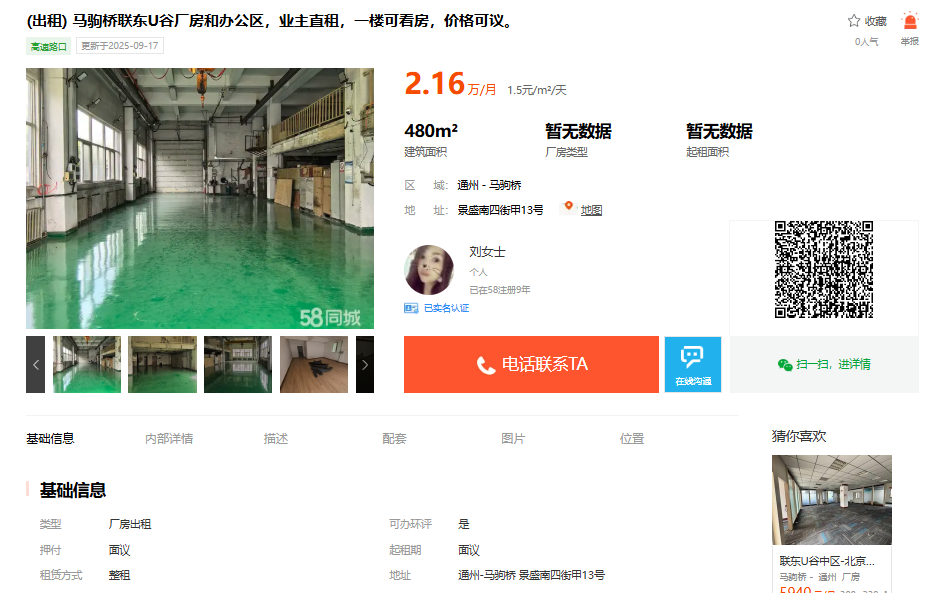 (出租) 马驹桥联东U谷厂房和办公区，业主直租，一楼可看房，价格可议。
收藏
高速路口
更新于2025-09-17
0人气
举报
2.16万/月 1.5元/m²/天
480m²
暂无数据
暂无数据
建筑面积
厂房类型
起租面积
区 域: 通州 - 马驹桥
地 址: 景盛南四街甲13号
地图
刘女士
个人
已在58注册9年
已实名认证
58同城
电话联系TA
在线沟通
扫一扫，进详情
基础信息
内部详情
描述
配套
图片
位置
猜你喜欢
基础信息
类型 厂房出租
可办环评 是
押付 面议
起租期 面议
租赁方式 整租
地址 通州-马驹桥 景盛南四街甲13号
联东U谷中区-北京...
马驹桥 - 通州 厂房